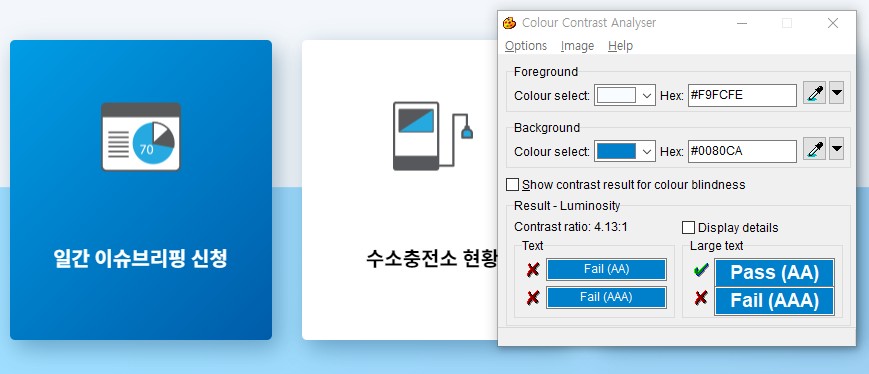 70
일간 이슈브리핑 신청
수소충전소 현황
Colour Contrast Analyser
Options Image Help
Foreground
Colour select: Hex: #F9FCFE
Background
Colour select: Hex: #0080CA
Show contrast result for colour blindness
Result - Luminosity
Contrast ratio: 4.13:1 Display details
Text
Fail (AA)
Fail (AAA)
Large text
Pass (AA)
Fail (AAA)